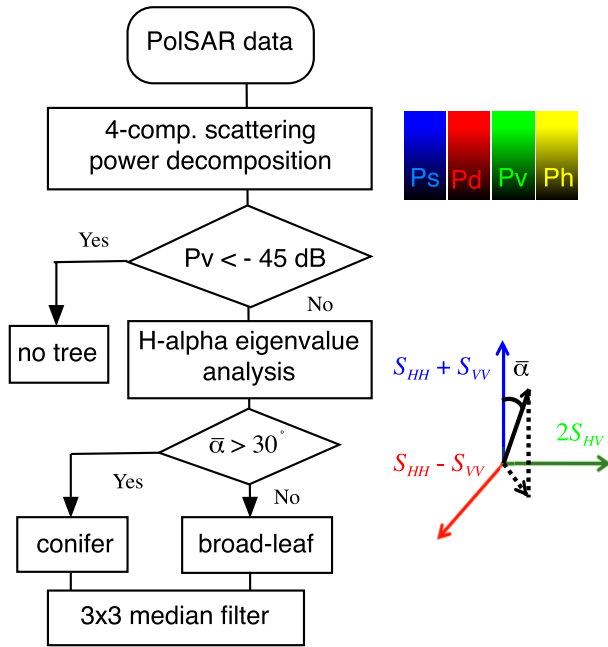 PolSAR data
4-comp. scattering
power decomposition
Ps Pd Pv Ph
Pv < - 45 dB
Yes
No
no tree
H-alpha eigenvalue
analysis
ᾱ > 30°
Yes
No
conifer
broad-leaf
3x3 median filter
S_HH + S_VV
ᾱ
2S_HV
S_HH - S_VV